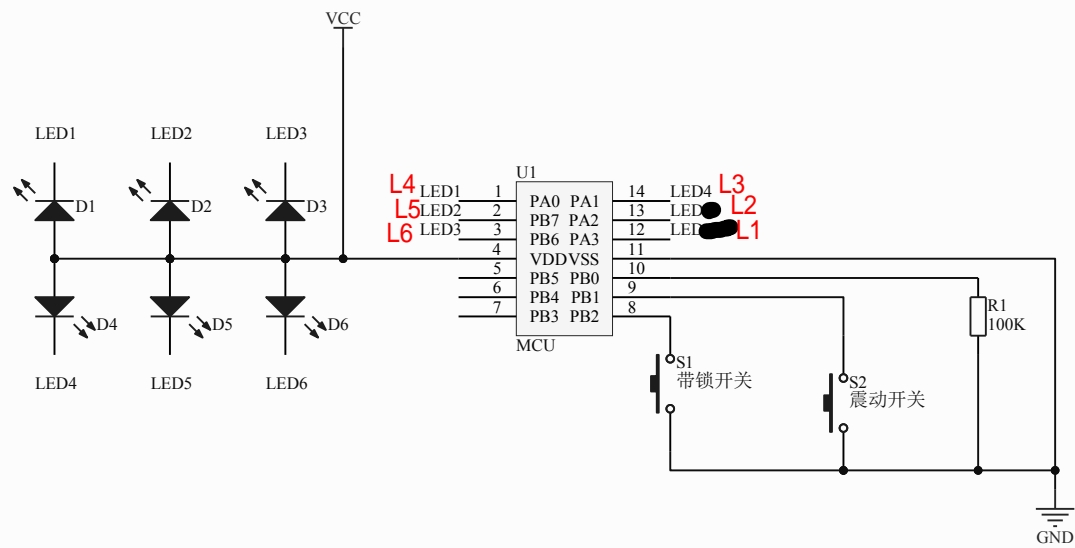 VCC
LED1 LED2 LED3
D1 D2 D3
D4 D5 D6
LED4 LED5 LED6
U1
L4 LED1 1 PA0 PA1 14 LED4 L3
L5 LED2 2 PB7 PA2 13 LED L2
L6 LED3 3 PB6 PA3 12 LED L1
4 VDD VSS 11
5 PB5 PB0 10
6 PB4 PB1 9
7 PB3 PB2 8
MCU
R1
100K
S1
带锁开关
S2
震动开关
GND